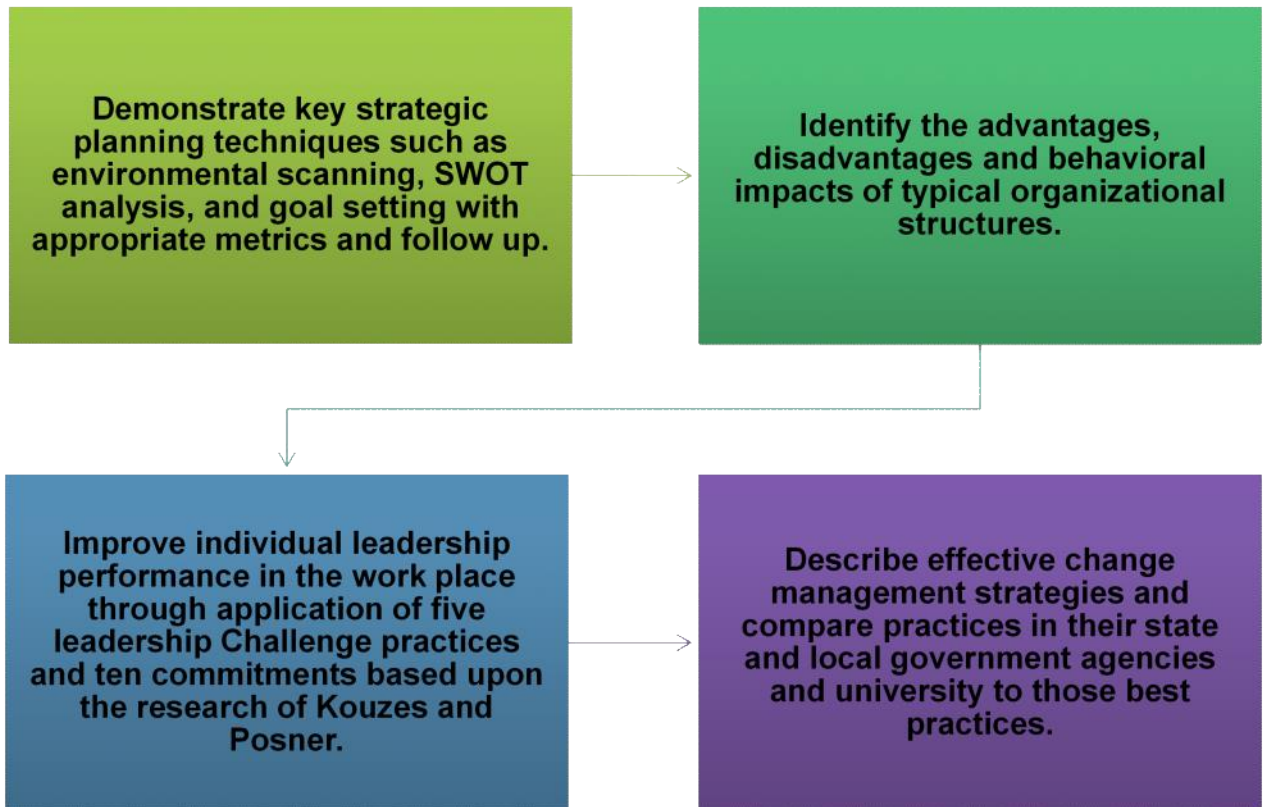 Demonstrate key strategic
planning techniques such as
environmental scanning, SWOT
analysis, and goal setting with
appropriate metrics and follow up.
Identify the advantages,
disadvantages and behavioral
impacts of typical organizational
structures.
Improve individual leadership
performance in the work place
through application of five
leadership Challenge practices
and ten commitments based upon
the research of Kouzes and
Posner.
Describe effective change
management strategies and
compare practices in their state
and local government agencies
and university to those best
practices.